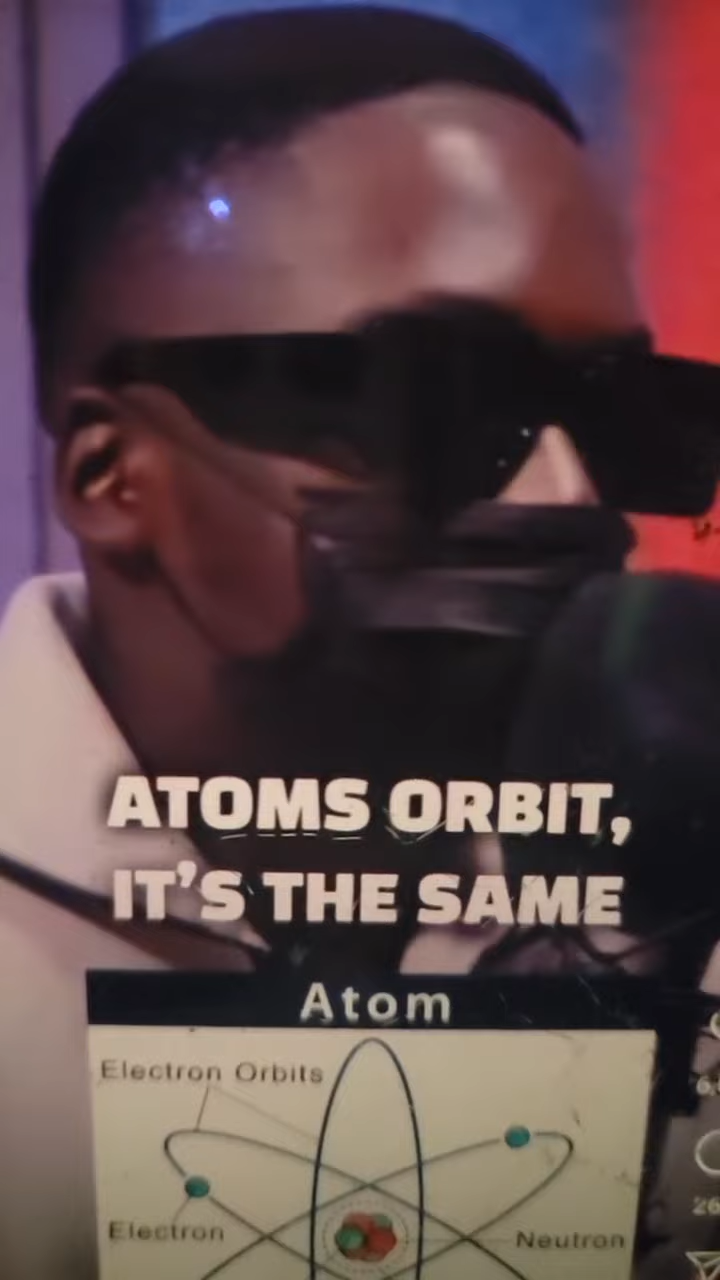 ATOMS ORBIT,
IT'S THE SAME
Atom
Electron Orbits
Electron
Neutron